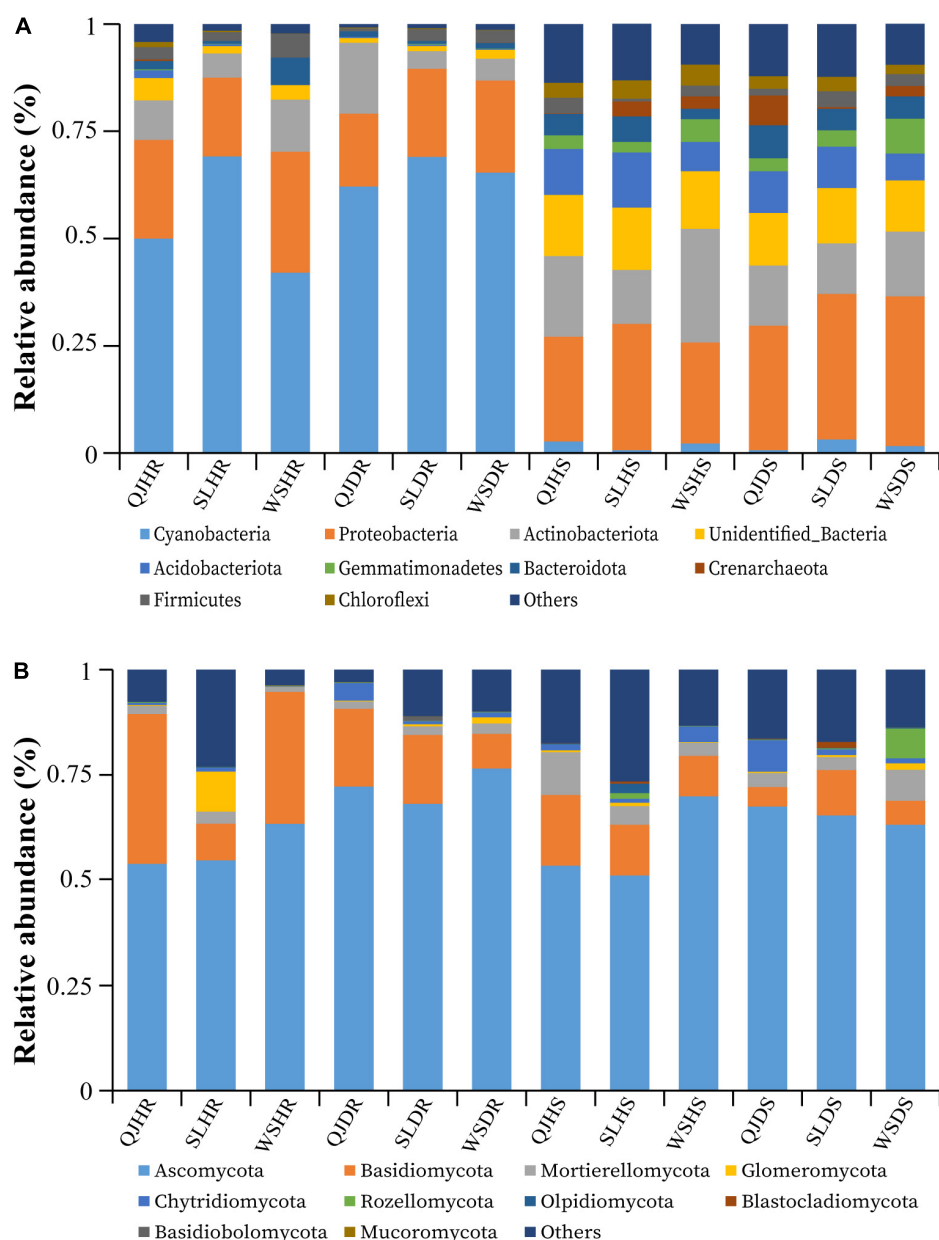 A
Relative abundance (%)
1
0.75
0.5
0.25
0
QJHR SLHR WSHR QJDR SLDR WSDR QJHS SLHS WSHS QJDS SLDS WSDS
Cyanobacteria Proteobacteria Actinobacteriota Unidentified_Bacteria
Acidobacteriota Gemmatimonadetes Bacteroidota Crenarchaeota
Firmicutes Chloroflexi Others
B
Relative abundance (%)
1
0.75
0.5
0.25
0
QJHR SLHR WSHR QJDR SLDR WSDR QJHS SLHS WSHS QJDS SLDS WSDS
Ascomycota Basidiomycota Mortierellomycota Glomeromycota
Chytridiomycota Rozellomycota Olpidiomycota Blastocladiomycota
Basidiobolomycota Mucoromycota Others